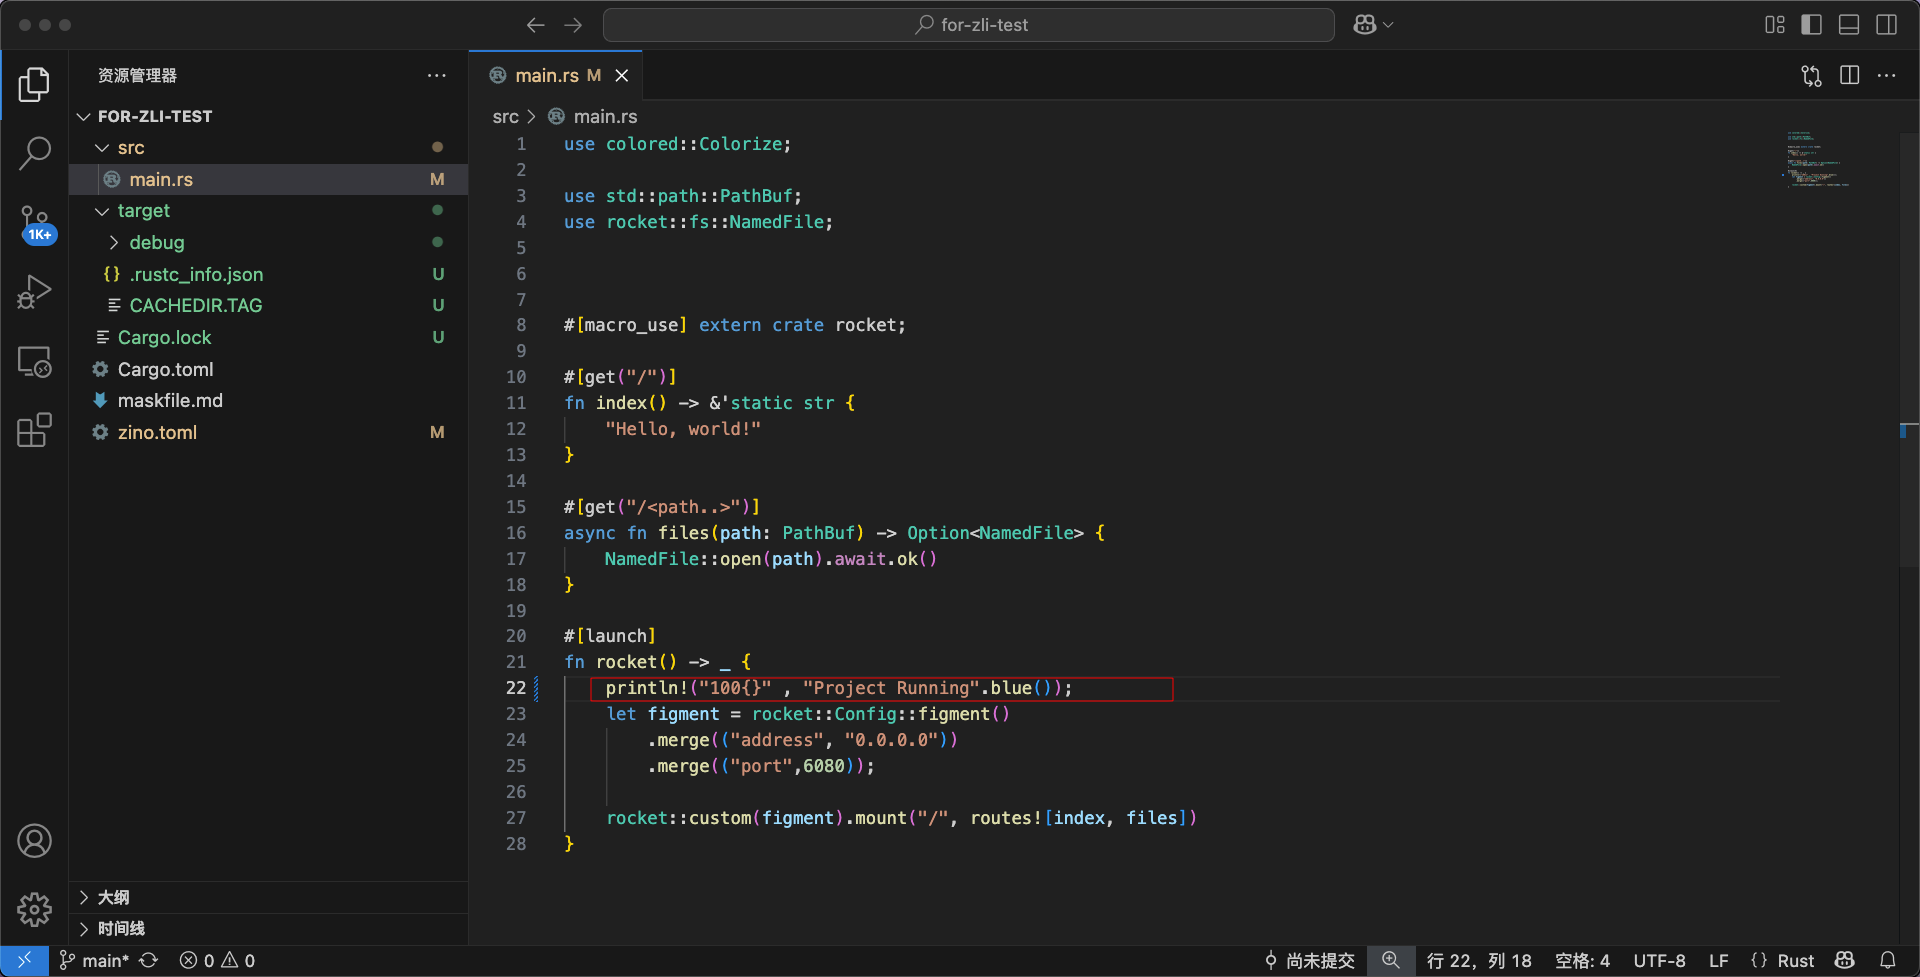 for-zli-test
资源管理器
FOR-ZLI-TEST
src
main.rs M
target
debug
{} .rustc_info.json U
CACHEDIR.TAG U
Cargo.lock U
Cargo.toml
maskfile.md
zino.toml M
1K+
大纲
时间线
main.rs M
src > main.rs
1 use colored::Colorize;
2
3 use std::path::PathBuf;
4 use rocket::fs::NamedFile;
5
6
7
8 #[macro_use] extern crate rocket;
9
10 #[get("/")]
11 fn index() -> &'static str {
12     "Hello, world!"
13 }
14
15 #[get("/<path..>")]
16 async fn files(path: PathBuf) -> Option<NamedFile> {
17     NamedFile::open(path).await.ok()
18 }
19
20 #[launch]
21 fn rocket() -> _ {
22     println!("100{}" , "Project Running".blue());
23     let figment = rocket::Config::figment()
24         .merge(("address", "0.0.0.0"))
25         .merge(("port",6080));
26
27     rocket::custom(figment).mount("/", routes![index, files])
28 }
main* 0 0 尚未提交 行 22，列 18 空格: 4 UTF-8 LF {} Rust